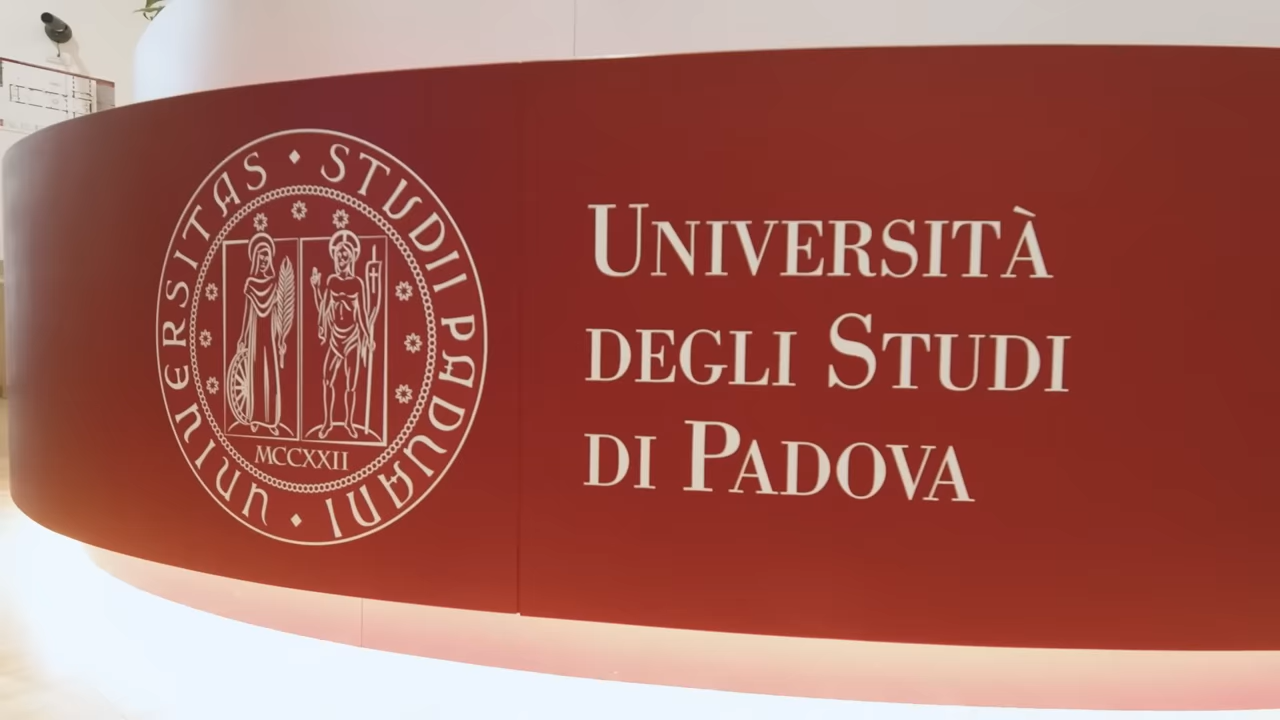 UNIVERSITAS • STUDII PADUANI •
MCCXXII
UNIVERSITÀ
DEGLI STUDI
DI PADOVA